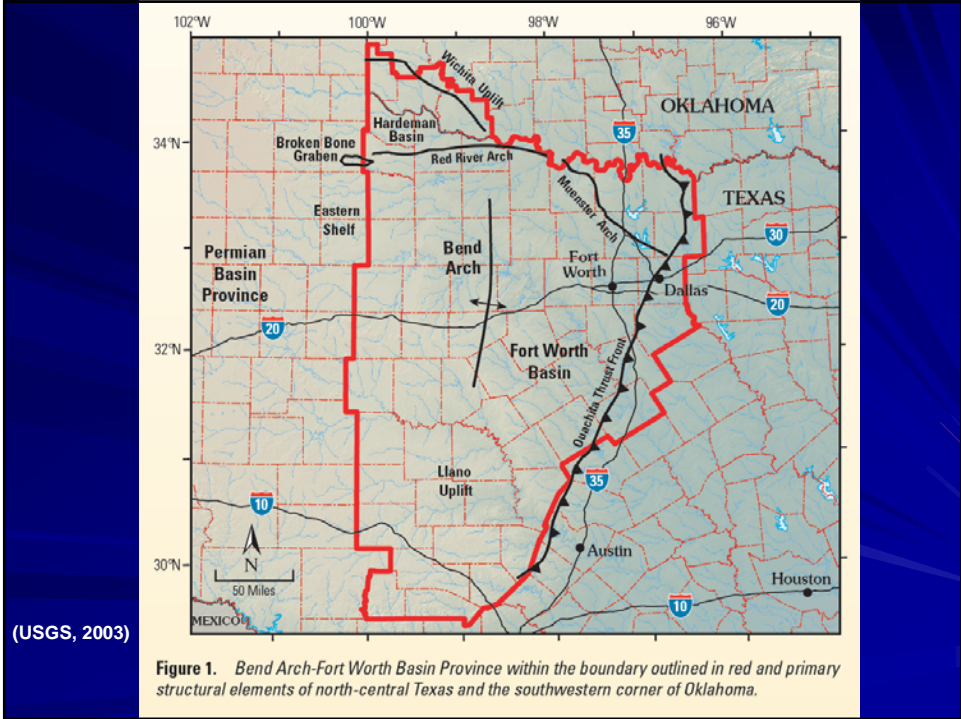 102°W
100°W
98°W
96°W
Wichita Uplift
OKLAHOMA
35
Hardeman
Basin
34°N
Broken Bone
Graben
Red River Arch
TEXAS
Muenster Arch
Eastern
Shelf
30
Bend
Arch
Permian
Basin
Province
Fort
Worth
Dallas
20
20
32°N
Fort Worth
Basin
Ouachita Thrust Front
Llano
Uplift
35
10
N
50 Miles
30°N
Austin
Houston
10
MEXICO
(USGS, 2003)
Figure 1. Bend Arch-Fort Worth Basin Province within the boundary outlined in red and primary
structural elements of north-central Texas and the southwestern corner of Oklahoma.